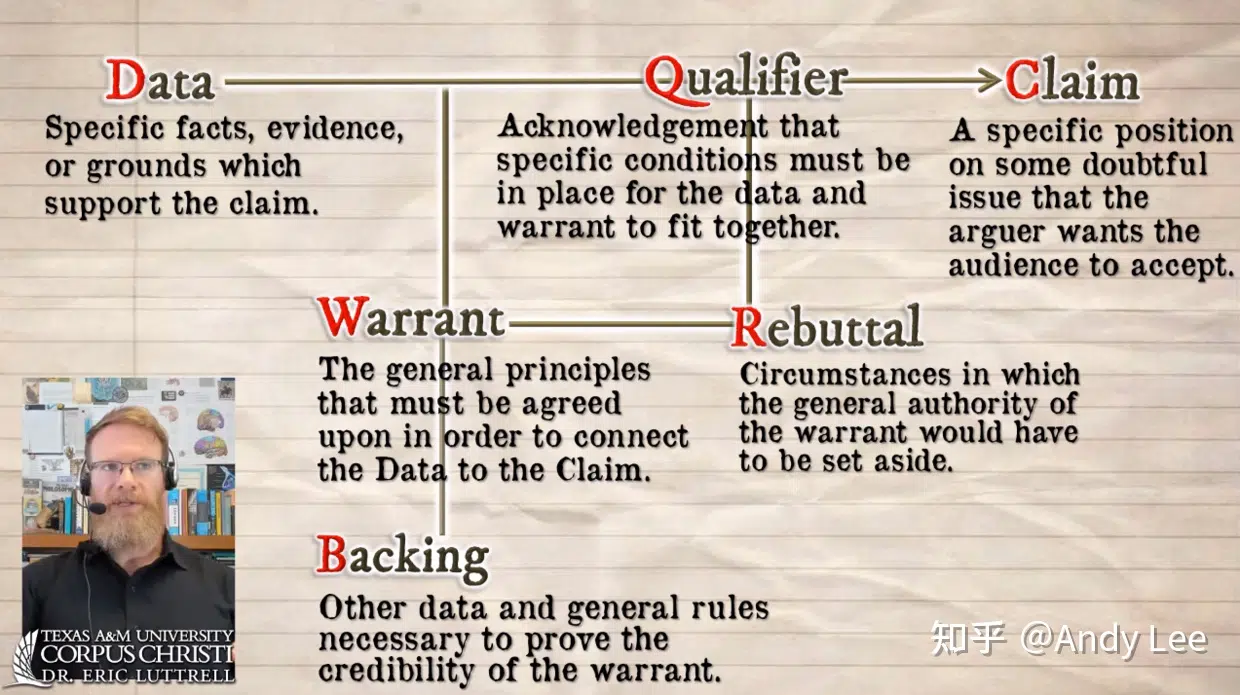 Data
Specific facts, evidence,
or grounds which
support the claim.
Qualifier
Acknowledgement that
specific conditions must be
in place for the data and
warrant to fit together.
Claim
A specific position
on some doubtful
issue that the
arguer wants the
audience to accept.
Warrant
The general principles
that must be agreed
upon in order to connect
the Data to the Claim.
Rebuttal
Circumstances in which
the general authority of
the warrant would have
to be set aside.
Backing
Other data and general rules
necessary to prove the
credibility of the warrant.
TEXAS A&M UNIVERSITY
CORPUS CHRISTI
DR. ERIC LUTTRELL
知乎 @Andy Lee